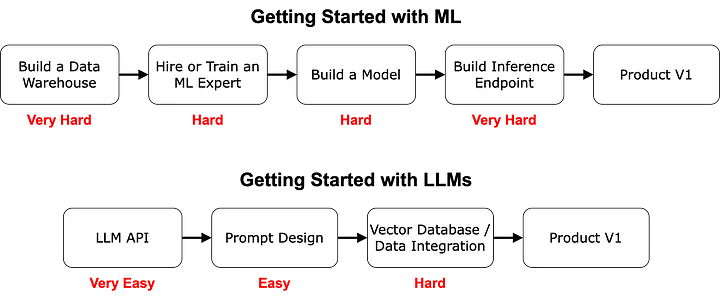 Getting Started with ML
Build a Data
Warehouse
Hire or Train an
ML Expert
Build a Model
Build Inference
Endpoint
Product V1
Very Hard
Hard
Hard
Very Hard
Getting Started with LLMs
LLM API
Prompt Design
Vector Database /
Data Integration
Product V1
Very Easy
Easy
Hard